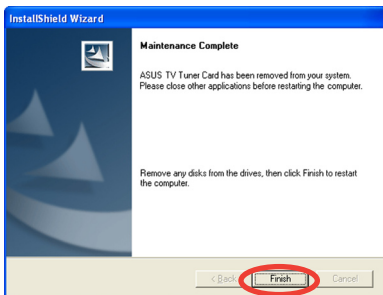 InstallShield Wizard
Maintenance Complete
ASUS TV Tuner Card has been removed from your system.
Please close other applications before restarting the computer.
Remove any disks from the drives, then click Finish to restart
the computer.
< Back
Finish
Cancel